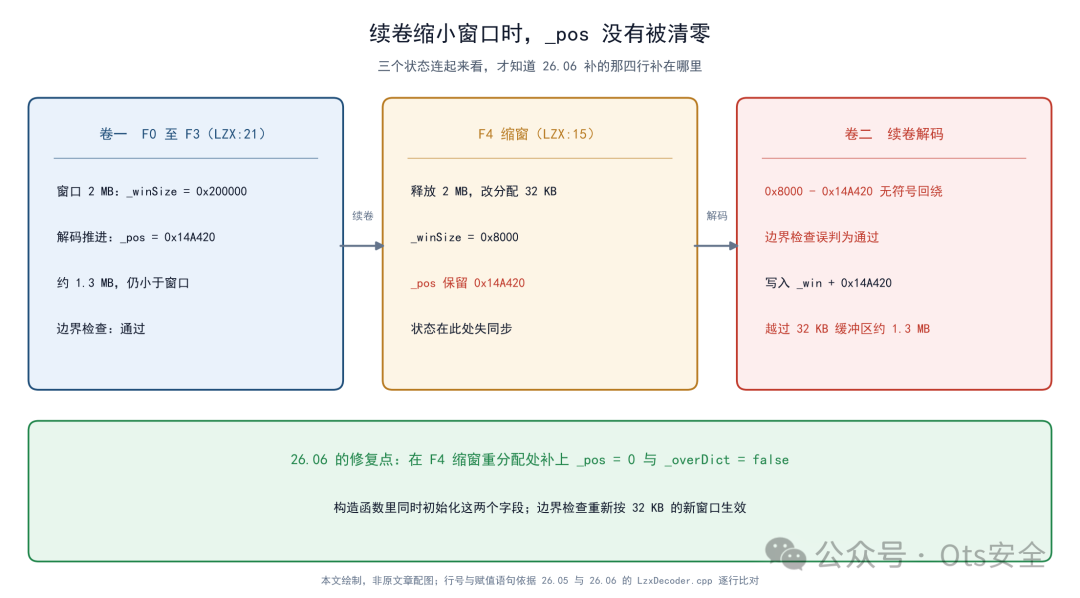 续卷缩小窗口时，_pos 没有被清零
三个状态连起来看，才知道 26.06 补的那四行补在哪里
卷一 F0 至 F3（LZX:21）
窗口 2 MB：_winSize = 0x200000
解码推进：_pos = 0x14A420
约 1.3 MB，仍小于窗口
边界检查：通过
续卷
F4 缩窗（LZX:15）
释放 2 MB，改分配 32 KB
_winSize = 0x8000
_pos 保留 0x14A420
状态在此处失同步
解码
卷二 续卷解码
0x8000 - 0x14A420 无符号回绕
边界检查误判为通过
写入 _win + 0x14A420
越过 32 KB 缓冲区约 1.3 MB
26.06 的修复点：在 F4 缩窗重分配处补上 _pos = 0 与 _overDict = false
构造函数里同时初始化这两个字段；边界检查重新按 32 KB 的新窗口生效
公众号 · Ots安全
本文绘制，非原文章配图；行号与赋值语句依据 26.05 与 26.06 的 LzxDecoder.cpp 逐行比对